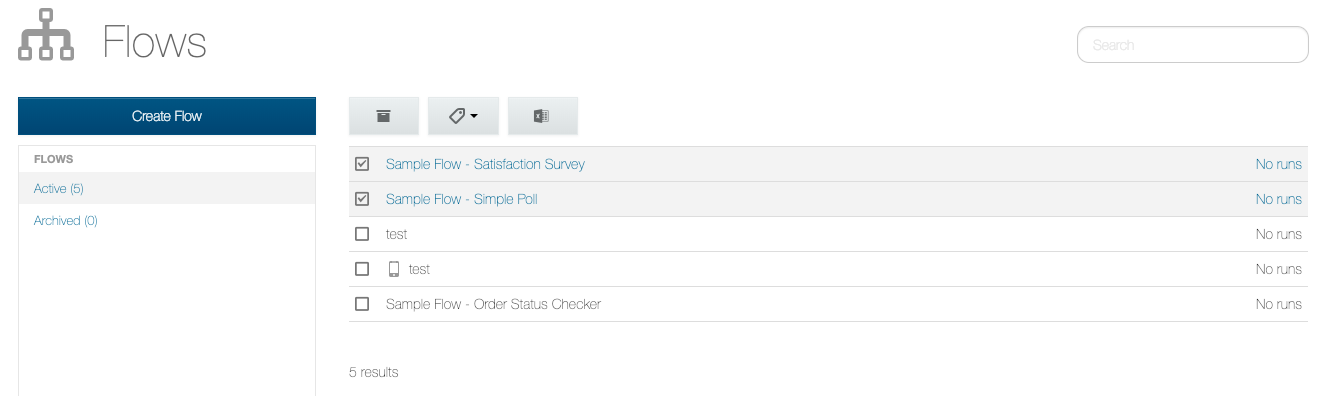 Flows
Search
Create Flow
FLOWS
Active (5)
Archived (0)
Sample Flow - Satisfaction Survey No runs
Sample Flow - Simple Poll No runs
test No runs
test No runs
Sample Flow - Order Status Checker No runs
5 results